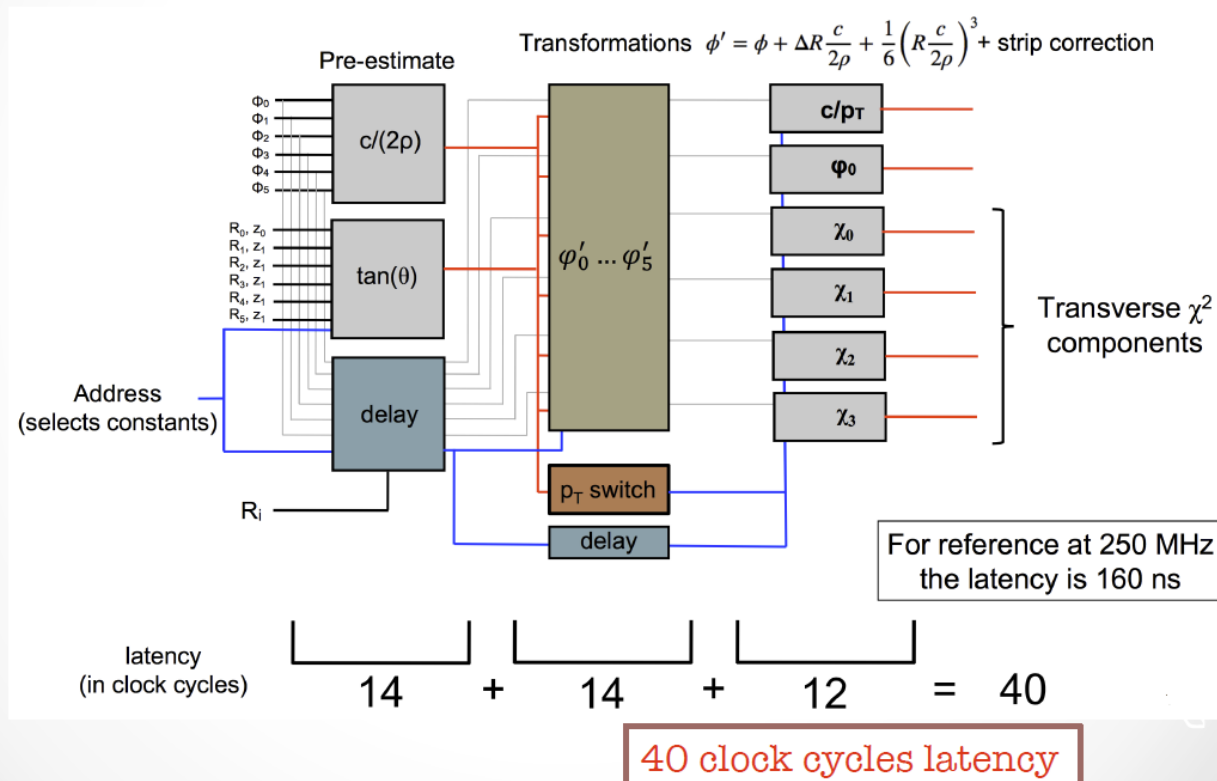 Transformations φ′ = φ + ΔR c/2ρ + 1/6 (R c/2ρ)³ + strip correction
Pre-estimate
Φ₀
Φ₁
Φ₂
Φ₃
Φ₄
Φ₅
c/(2ρ)
R₀, z₀
R₁, z₁
R₂, z₁
R₃, z₁
R₄, z₁
R₅, z₁
tan(θ)
Address
(selects constants)
delay
Rᵢ
φ′₀ ... φ′₅
p_T switch
delay
c/p_T
φ₀
χ₀
χ₁
χ₂
χ₃
Transverse χ²
components
For reference at 250 MHz
the latency is 160 ns
latency
(in clock cycles)
14 + 14 + 12 = 40
40 clock cycles latency